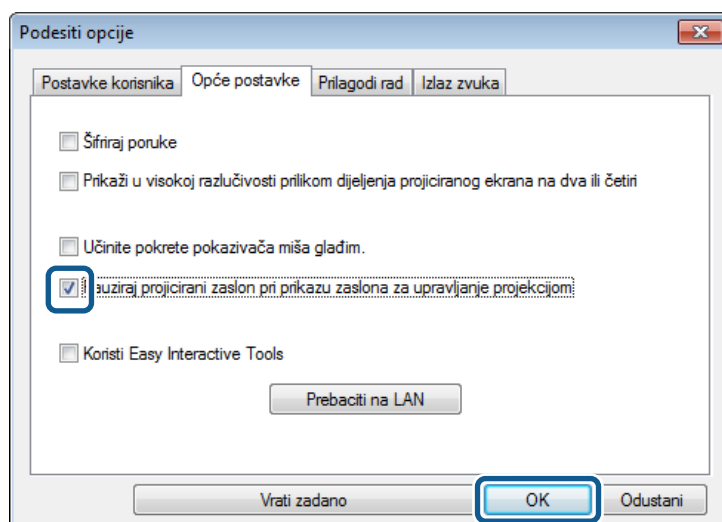 Podesiti opcije
Postavke korisnika Opće postavke Prilagodi rad Izlaz zvuka
Šifriraj poruke
Prikaži u visokoj razlučivosti prilikom dijeljenja projiciranog ekrana na dva ili četiri
Učinite pokrete pokazivača miša glađim.
auziraj projicirani zaslon pri prikazu zaslona za upravljanje projekcijom
Koristi Easy Interactive Tools
Prebaciti na LAN
Vrati zadano OK Odustani